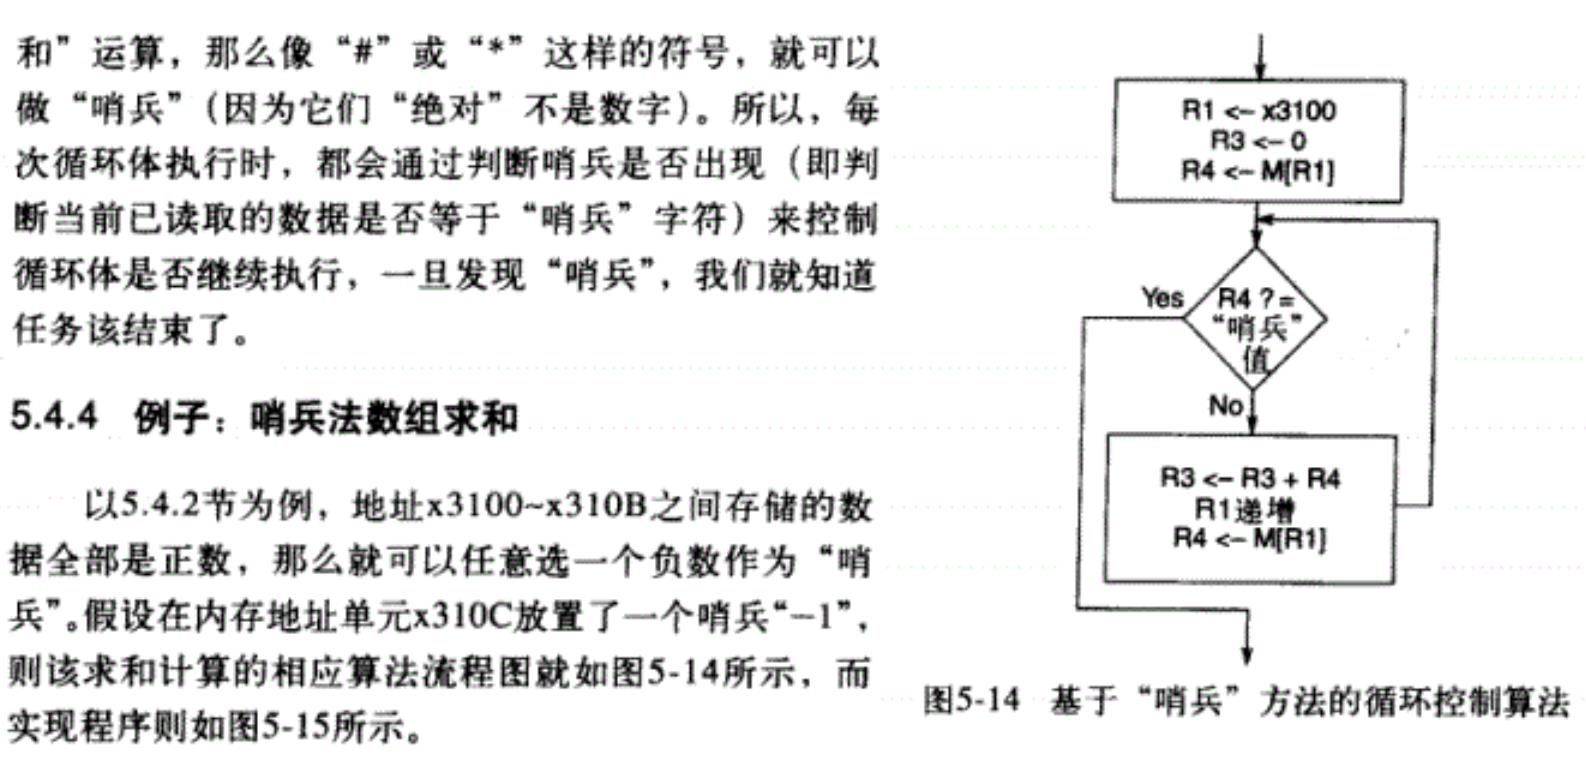 和”运算，那么像“#”或“*”这样的符号，就可以
做“哨兵”（因为它们“绝对”不是数字）。所以，每
次循环体执行时，都会通过判断哨兵是否出现（即判
断当前已读取的数据是否等于“哨兵”字符）来控制
循环体是否继续执行，一旦发现“哨兵”，我们就知道
任务该结束了。
5.4.4 例子：哨兵法数组求和
以5.4.2节为例，地址x3100~x310B之间存储的数
据全部是正数，那么就可以任意选一个负数作为“哨
兵”。假设在内存地址单元x310C放置了一个哨兵“−1”，
则该求和计算的相应算法流程图就如图5-14所示，而
实现程序则如图5-15所示。
R1 <– x3100
R3 <– 0
R4 <– M[R1]
Yes
R4 ?=
“哨兵”
值
No
R3 <– R3 + R4
R1递增
R4 <– M[R1]
图5-14 基于“哨兵”方法的循环控制算法